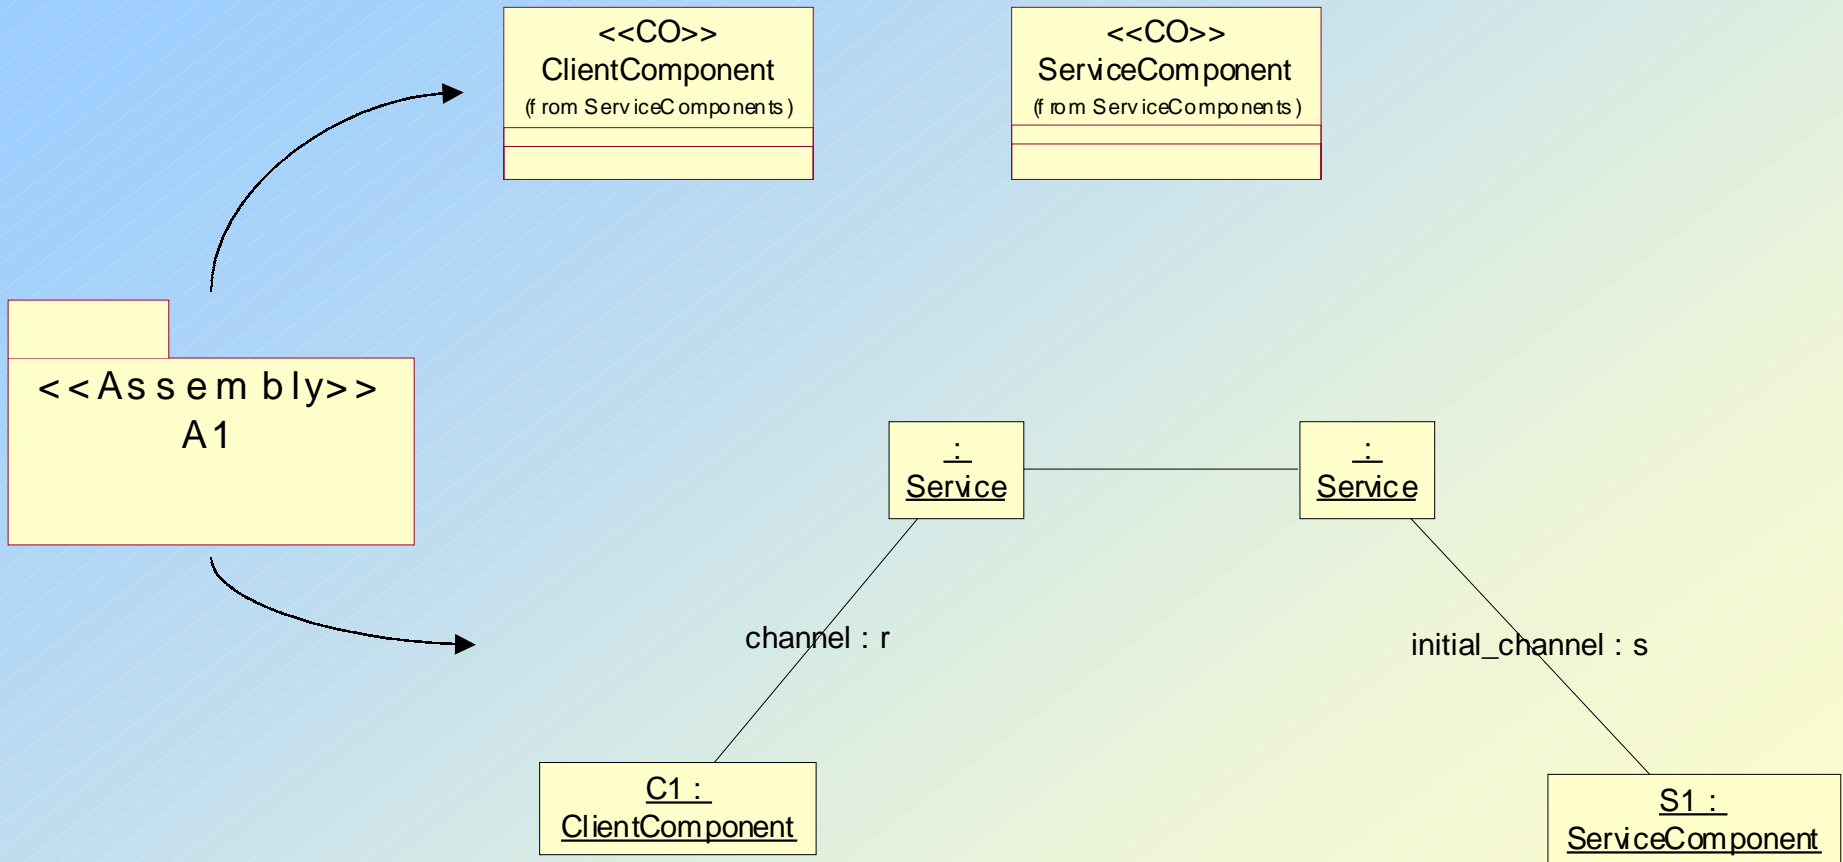 <<CO>>
ClientComponent
(from ServiceComponents)
<<CO>>
ServiceComponent
(from ServiceComponents)
<<Assembly>>
A1
:
Service
:
Service
channel : r
initial_channel : s
C1 :
ClientComponent
S1 :
ServiceComponent